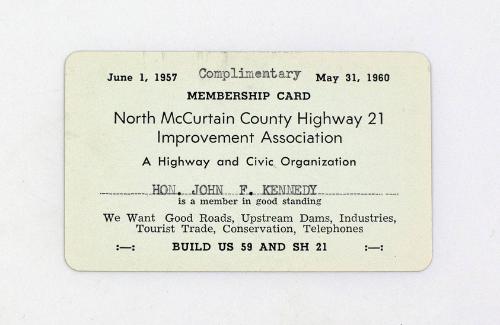 June 1, 1957 Complimentary May 31, 1960
MEMBERSHIP CARD
North McCurtain County Highway 21
Improvement Association
A Highway and Civic Organization
HON. JOHN F. KENNEDY
is a member in good standing
We Want Good Roads, Upstream Dams, Industries,
Tourist Trade, Conservation, Telephones
:—: BUILD US 59 AND SH 21 :—: